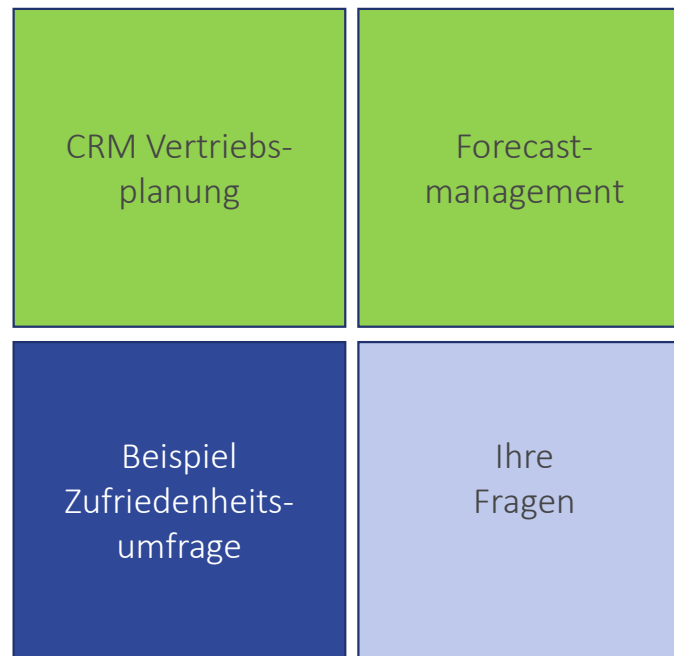 CRM Vertriebs-
planung
Forecast-
management
Beispiel
Zufriedenheits-
umfrage
Ihre
Fragen